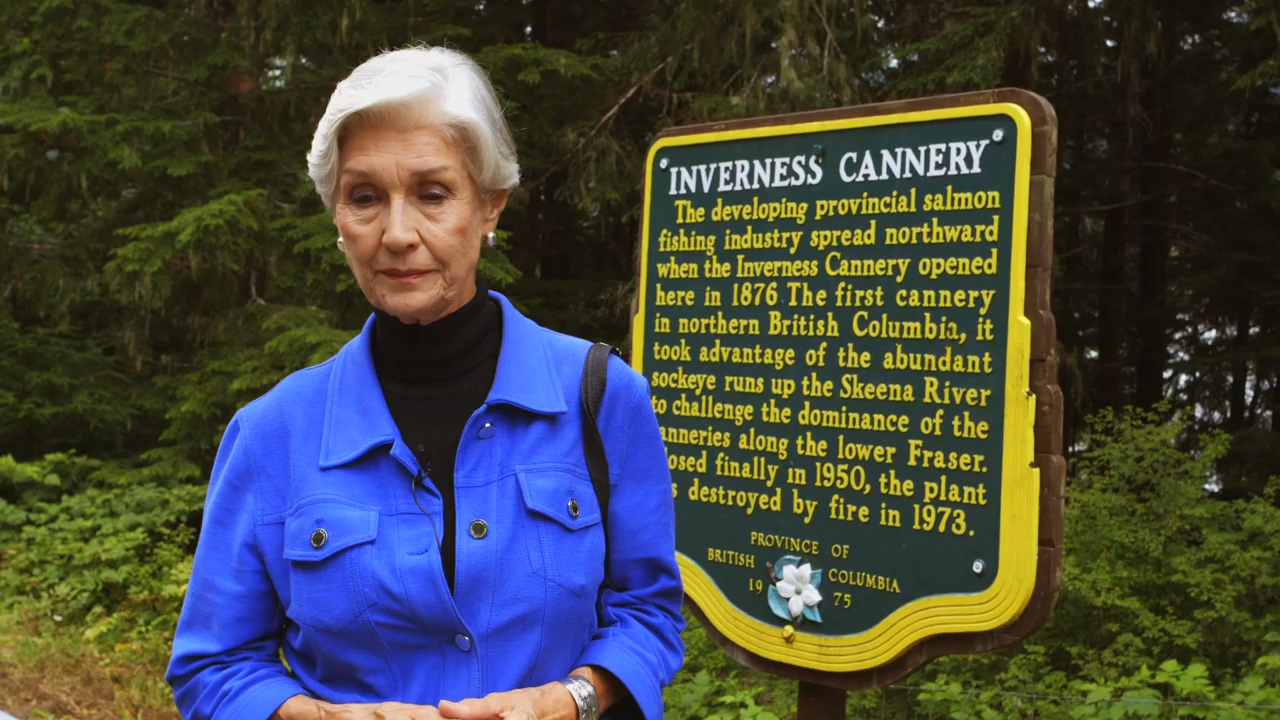 INVERNESS CANNERY
The developing provincial salmon
fishing industry spread northward
when the Inverness Cannery opened
here in 1876 The first cannery
in northern British Columbia, it
took advantage of the abundant
sockeye runs up the Skeena River
to challenge the dominance of the
anneries along the lower Fraser.
losed finally in 1950, the plant
s destroyed by fire in 1973.
PROVINCE OF
BRITISH COLUMBIA
19 75